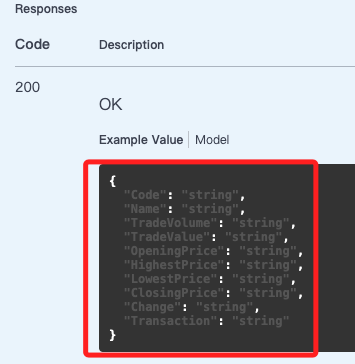 Responses
Code Description
200
OK
Example Value Model
{
"Code": "string",
"Name": "string",
"TradeVolume": "string",
"TradeValue": "string",
"OpeningPrice": "string",
"HighestPrice": "string",
"LowestPrice": "string",
"ClosingPrice": "string",
"Change": "string",
"Transaction": "string"
}